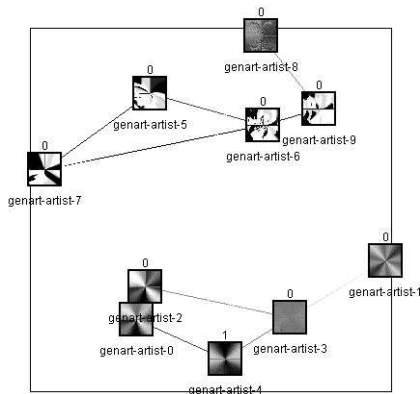 0
genart-artist-8
0
genart-artist-5
0
genart-artist-9
0
genart-artist-6
0
genart-artist-7
0
genart-artist-1
0
genart-artist-2
genart-artist-0
0
genart-artist-3
1
genart-artist-4